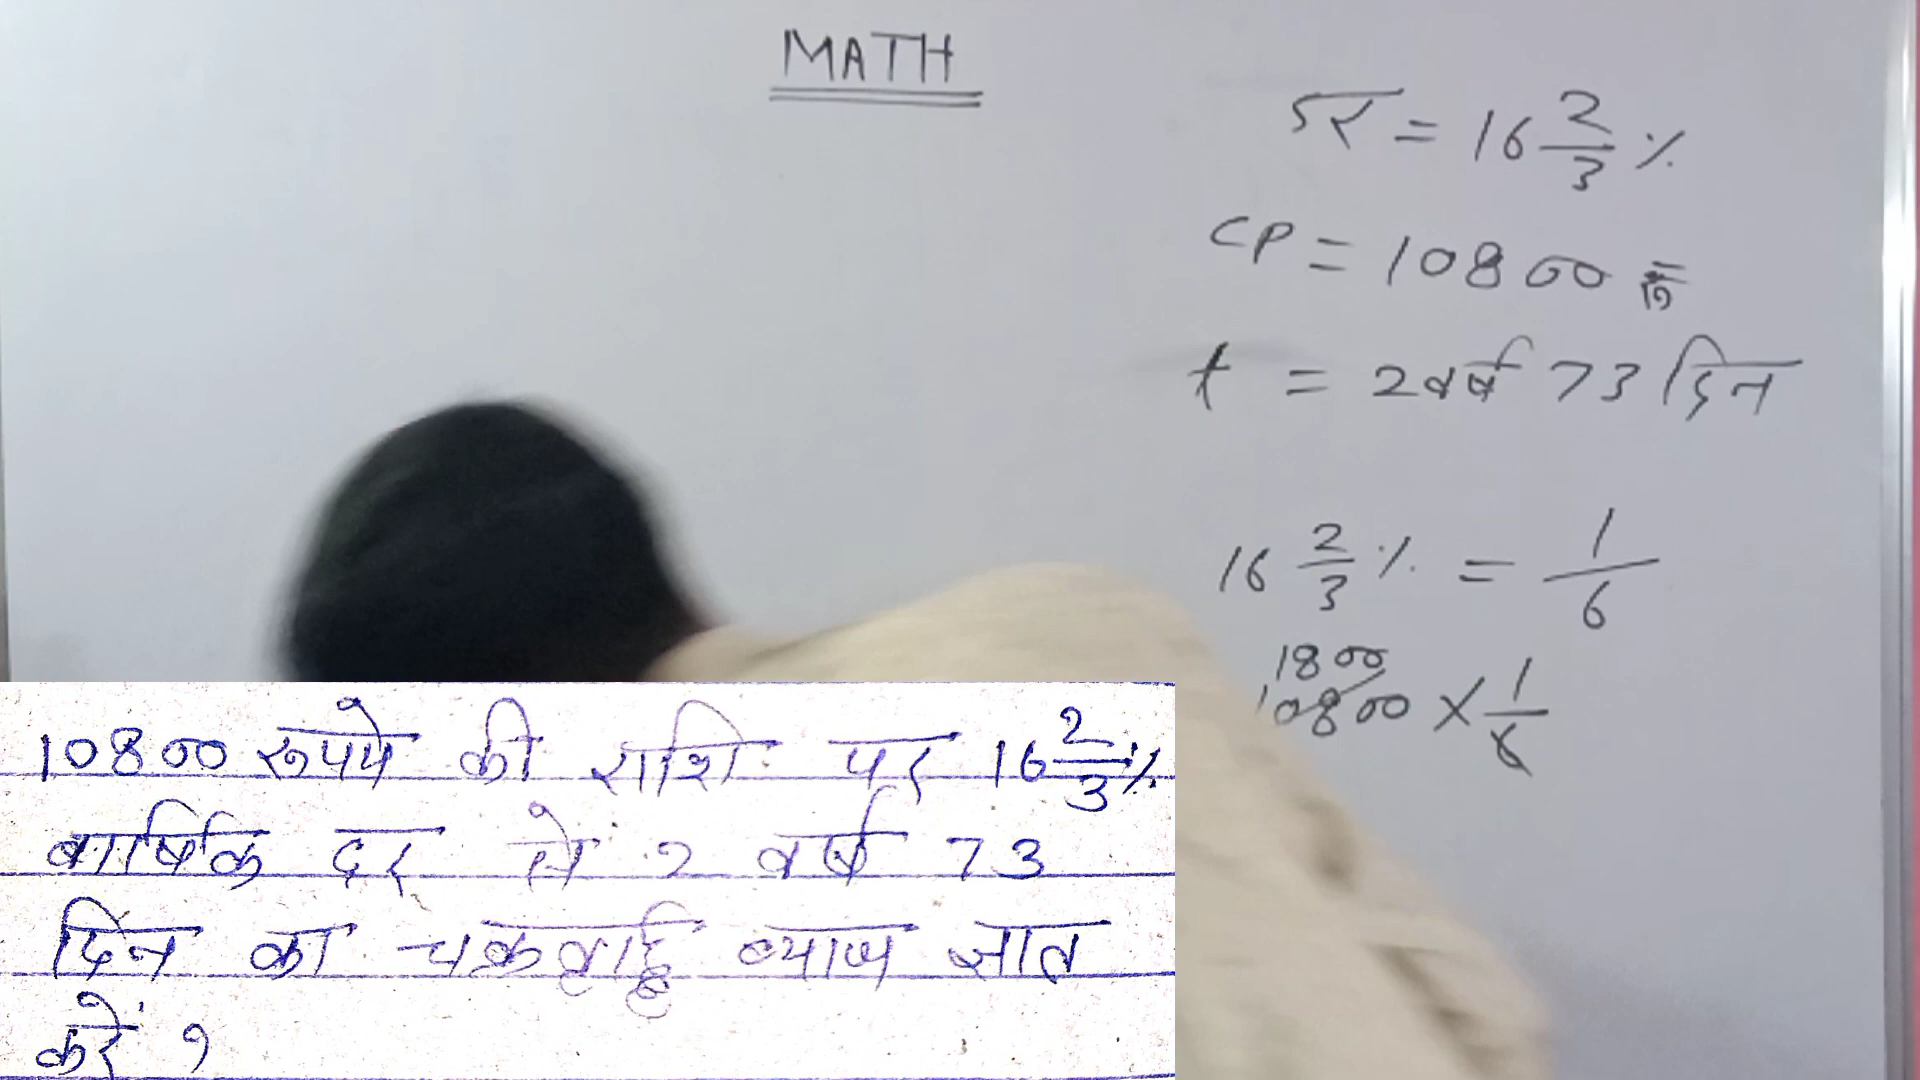 MATH
दर = 16 2/3 %
CP = 10800 रु
t = 2 वर्ष 73 दिन
16 2/3 % = 1/6
1800
10800 × 1/6
10800 रूपये की राशि पर 16 2/3 %
वार्षिक दर से 2 वर्ष 73
दिन का चक्रवृद्धि ब्याज ज्ञात
करें ?